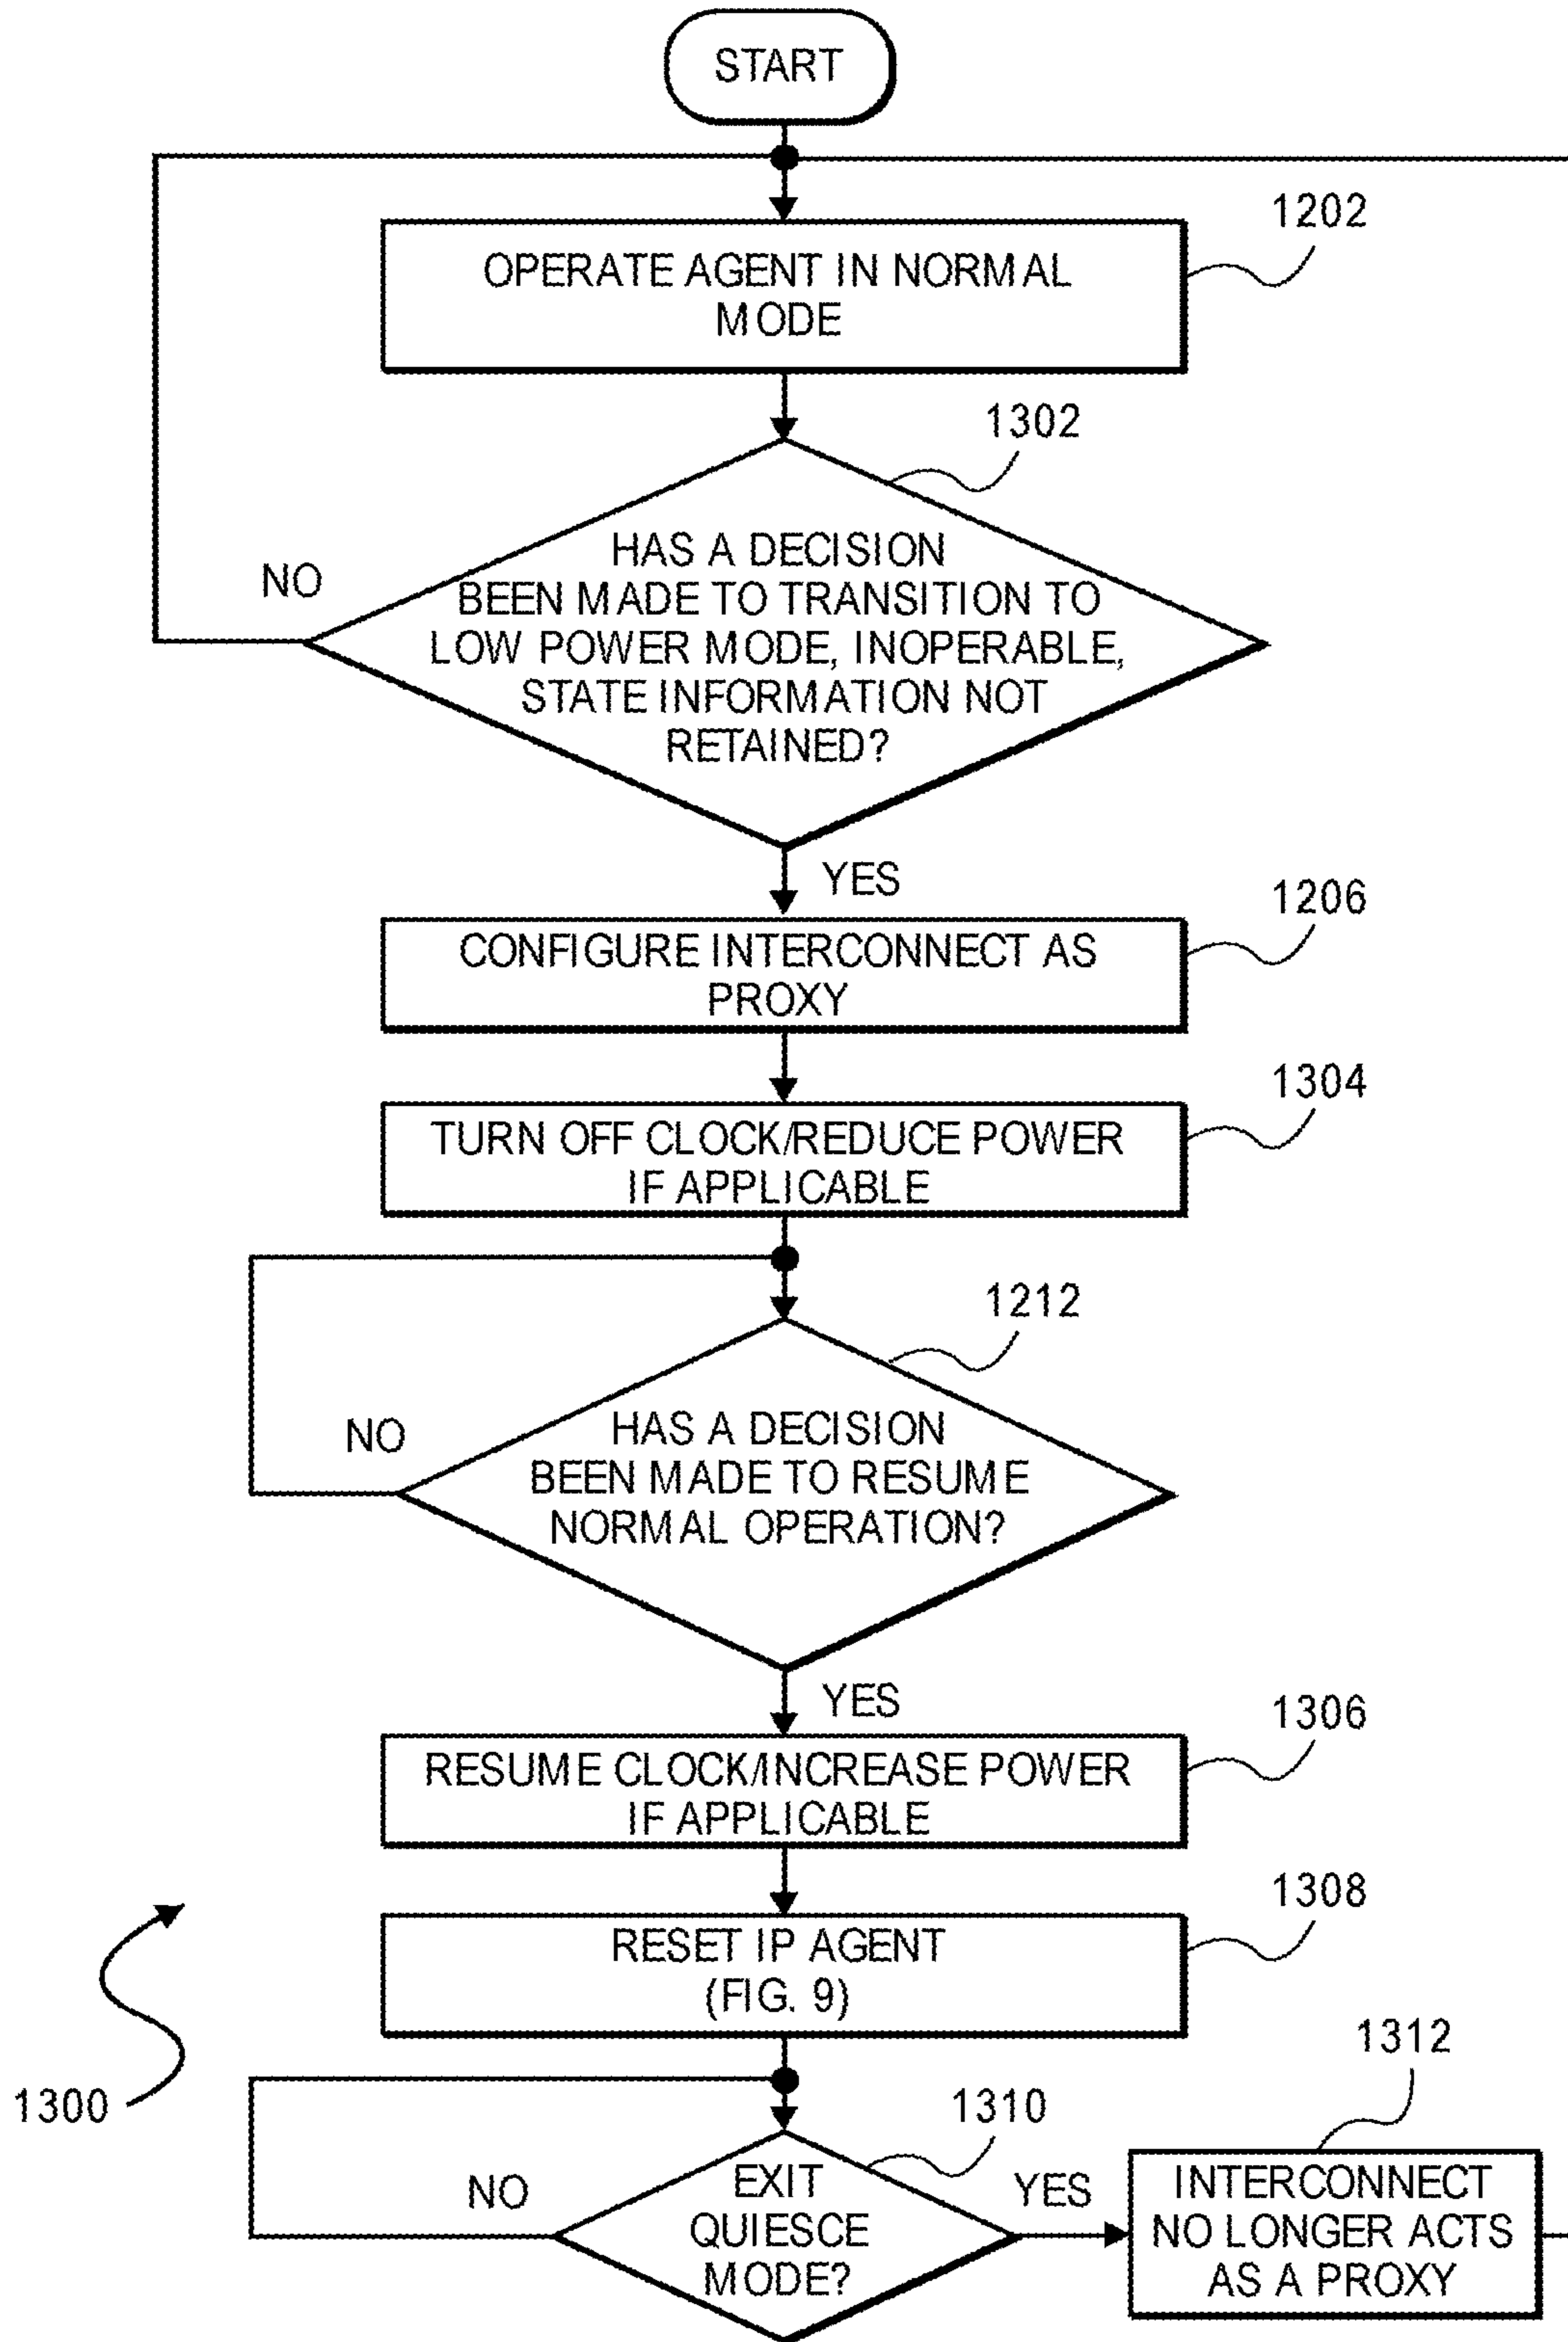 START
1202
OPERATE AGENT IN NORMAL
MODE
1302
HAS A DECISION
BEEN MADE TO TRANSITION TO
LOW POWER MODE, INOPERABLE,
STATE INFORMATION NOT
RETAINED?
NO
YES
1206
CONFIGURE INTERCONNECT AS
PROXY
1304
TURN OFF CLOCK/REDUCE POWER
IF APPLICABLE
1212
HAS A DECISION
BEEN MADE TO RESUME
NORMAL OPERATION?
NO
YES
1306
RESUME CLOCK/INCREASE POWER
IF APPLICABLE
1308
RESET IP AGENT
(FIG. 9)
1300
1310
EXIT
QUIESCE
MODE?
NO
YES
1312
INTERCONNECT
NO LONGER ACTS
AS A PROXY